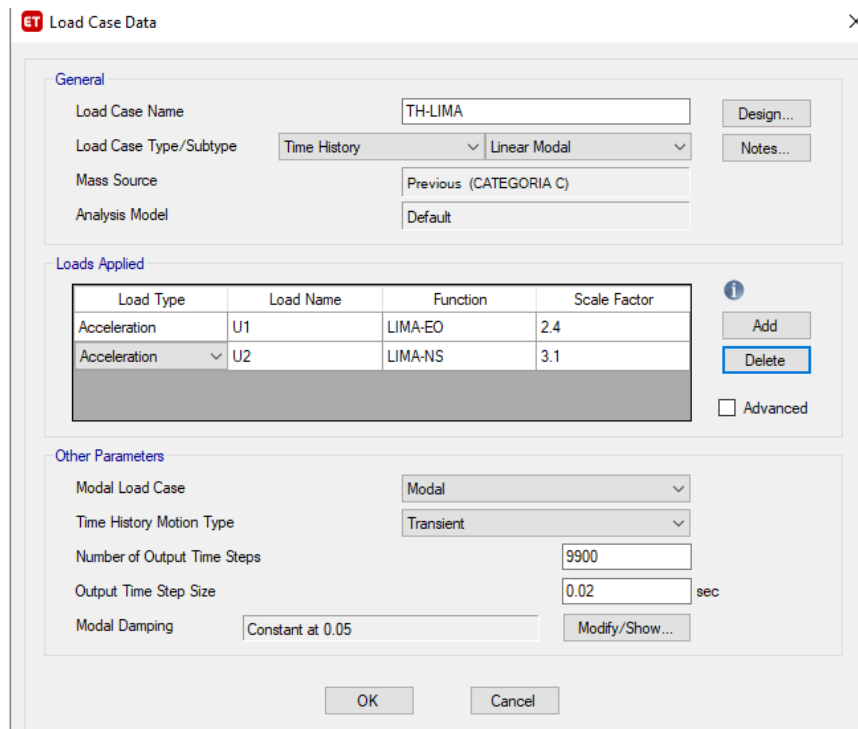 ET Load Case Data
General
Load Case Name TH-LIMA Design...
Load Case Type/Subtype Time History Linear Modal Notes...
Mass Source Previous (CATEGORIA C)
Analysis Model Default
Loads Applied
Load Type Load Name Function Scale Factor
Acceleration U1 LIMA-EO 2.4 Add
Acceleration U2 LIMA-NS 3.1 Delete
Advanced
Other Parameters
Modal Load Case Modal
Time History Motion Type Transient
Number of Output Time Steps 9900
Output Time Step Size 0.02 sec
Modal Damping Constant at 0.05 Modify/Show...
OK Cancel